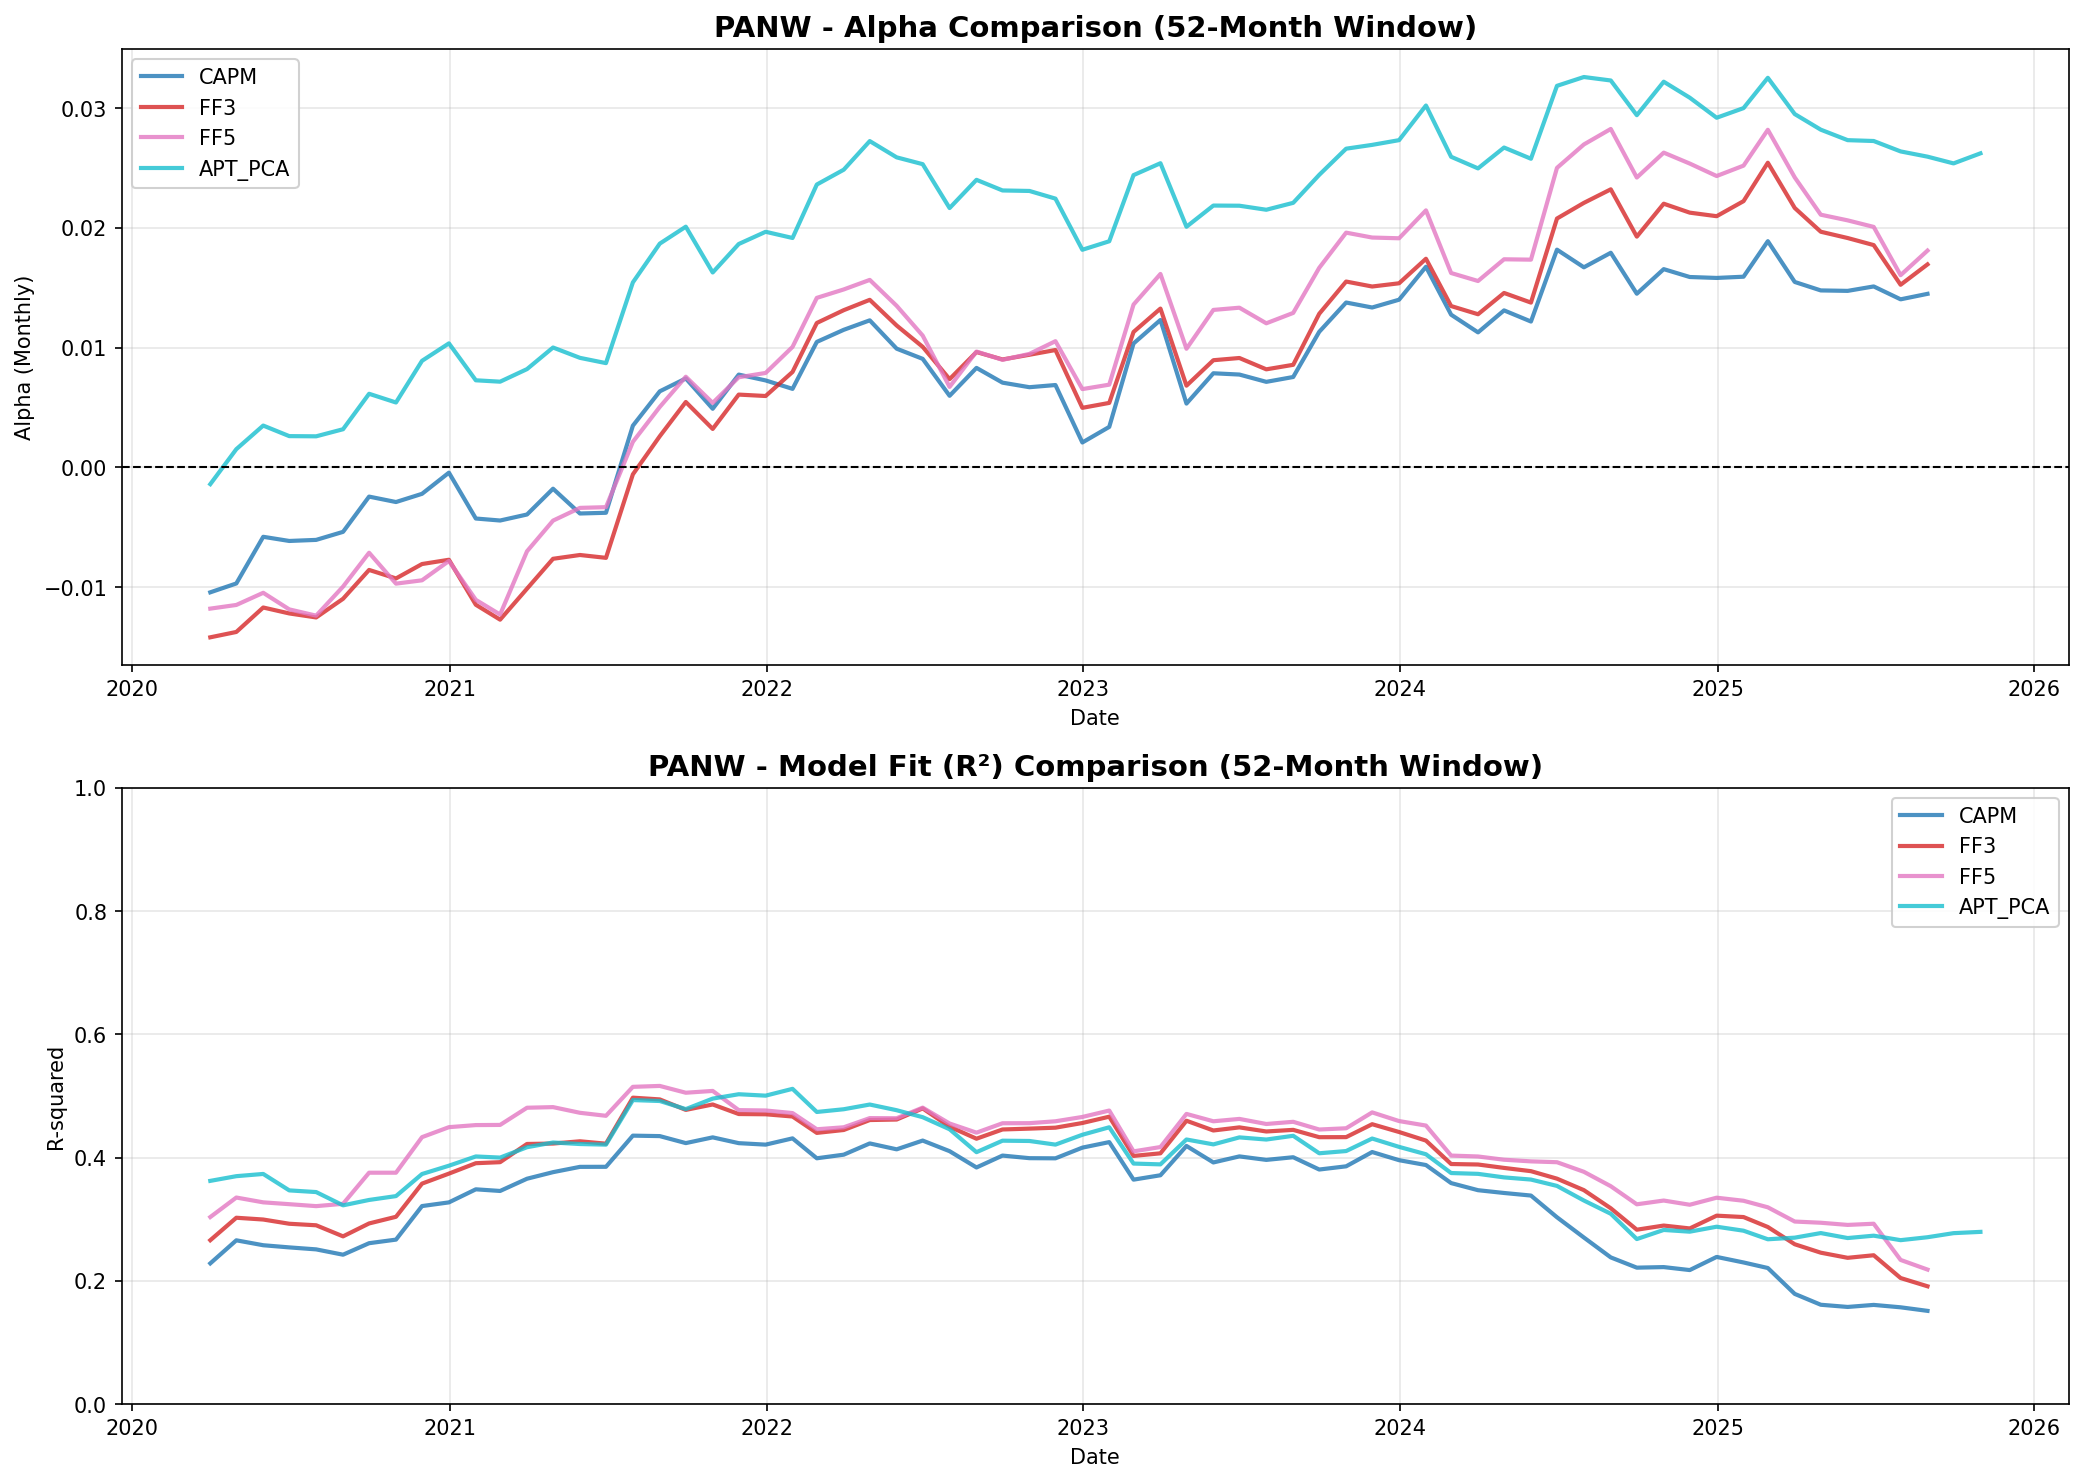 PANW - Alpha Comparison (52-Month Window)
CAPM
FF3
FF5
APT_PCA
Alpha (Monthly)
0.03
0.02
0.01
0.00
−0.01
2020 2021 2022 2023 2024 2025 2026
Date
PANW - Model Fit (R²) Comparison (52-Month Window)
CAPM
FF3
FF5
APT_PCA
R-squared
1.0
0.8
0.6
0.4
0.2
0.0
2020 2021 2022 2023 2024 2025 2026
Date